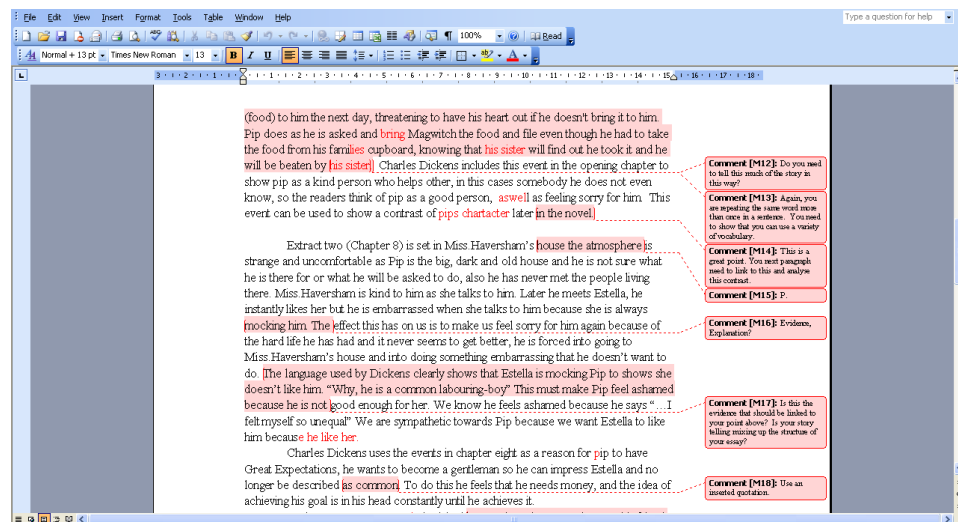 File Edit View Insert Format Tools Table Window Help
Type a question for help
100%
Read
Normal + 13 pt
Times New Roman
13
B I U
3 · 2 · 1 · 1 · 2 · 3 · 4 · 5 · 6 · 7 · 8 · 9 · 10 · 11 · 12 · 13 · 14 · 15 · 16 · 17 · 18
(food) to him the next day, threatening to have his heart out if he doesn't bring it to him.
Pip does as he is asked and bring Magwitch the food and file even though he had to take
the food from his families cupboard, knowing that his sister will find out he took it and he
will be beaten by his sister. Charles Dickens includes this event in the opening chapter to
show pip as a kind person who helps other, in this cases somebody he does not even
know, so the readers think of pip as a good person, aswell as feeling sorry for him. This
event can be used to show a contrast of pips chartacter later in the novel.
Extract two (Chapter 8) is set in Miss Haversham's house the atmosphere is
strange and uncomfortable as Pip is the big, dark and old house and he is not sure what
he is there for or what he will be asked to do, also he has never met the people living
there. Miss Haversham is kind to him as she talks to him. Later he meets Estella, he
instantly likes her but he is embarrassed when she talks to him because she is always
mocking him. The effect this has on us is to make us feel sorry for him again because of
the hard life he has had and it never seems to get better, he is forced into going to
Miss Haversham's house and into doing something embarrassing that he doesn't want to
do. The language used by Dickens clearly shows that Estella is mocking Pip to shows she
doesn't like him. "Why, he is a common labouring-boy" This must make Pip feel ashamed
because he is not good enough for her. We know he feels ashamed because he says "…I
felt myself so unequal" We are sympathetic towards Pip because we want Estella to like
him because he like her.
Charles Dickens uses the events in chapter eight as a reason for pip to have
Great Expectations, he wants to become a gentleman so he can impress Estella and no
longer be described as common. To do this he feels that he needs money, and the idea of
achieving his goal is in his head constantly until he achieves it.
Comment [M12]: Do you need
to tell this much of the story in
this way?
Comment [M13]: Again, you
are repeating the same word more
than once in a sentence. You need
to show that you can use a variety
of vocabulary.
Comment [M14]: This is a
great point. You next paragraph
need to link to this and analyse
this contrast.
Comment [M15]: P.
Comment [M16]: Evidence,
Explanation?
Comment [M17]: Is this the
evidence that should be linked to
your point above? Is your story
telling mixing up the structure of
your essay?
Comment [M18]: Use an
inserted quotation.